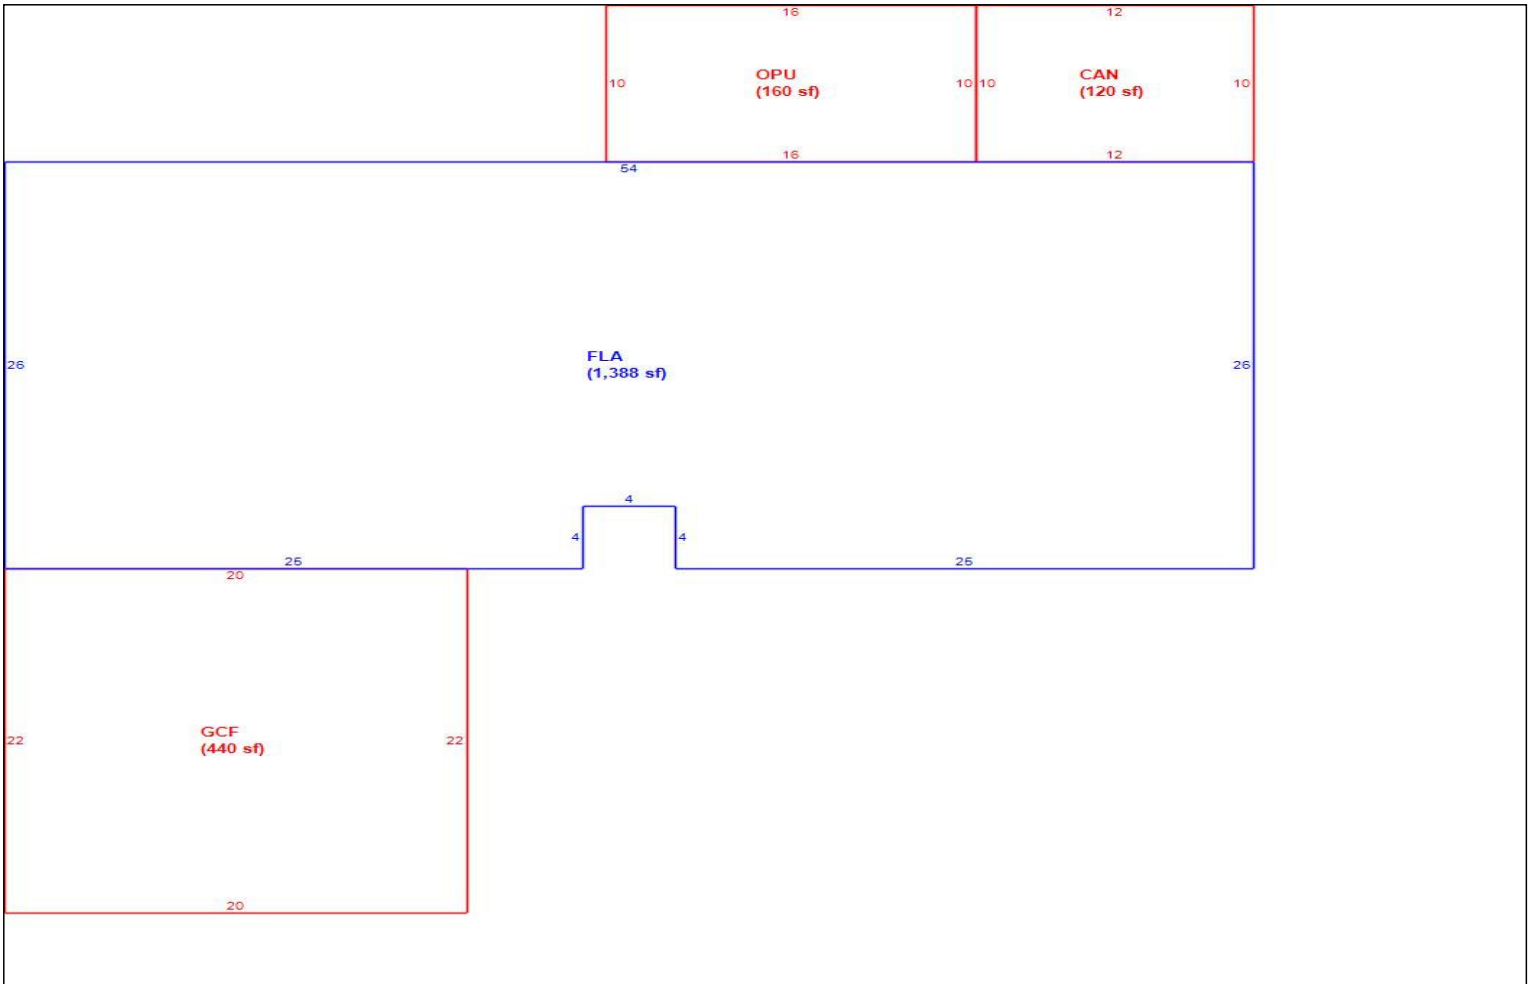 16 12
OPU CAN
10 (160 sf) 10 10 (120 sf) 10
16 12
54
26 FLA 26
(1,388 sf)
4
4 4
25 25
20
GCF
22 (440 sf) 22
20